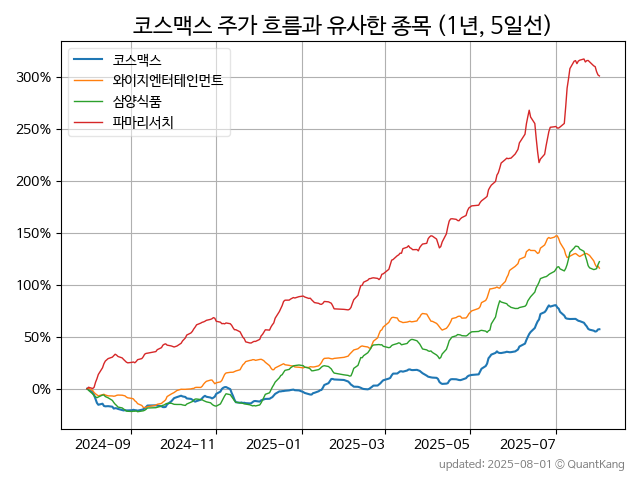 코스맥스 주가 흐름과 유사한 종목 (1년, 5일선)
코스맥스
와이지엔터테인먼트
삼양식품
파마리서치
300%
250%
200%
150%
100%
50%
0%
2024-09 2024-11 2025-01 2025-03 2025-05 2025-07
updated: 2025-08-01 © QuantKang